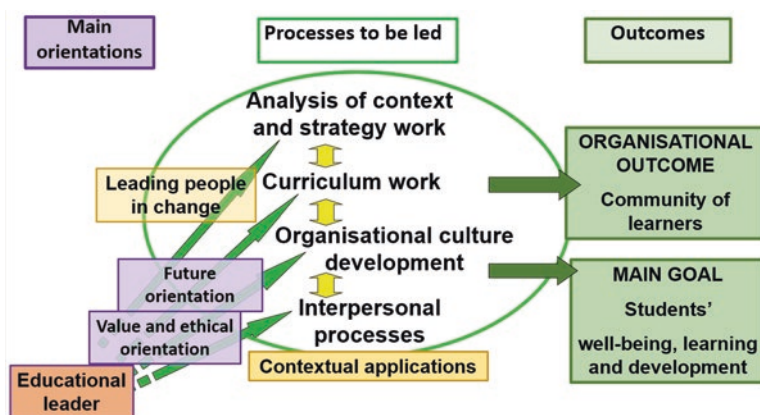 Main
orientations
Processes to be led
Outcomes
Analysis of context
and strategy work
Leading people
in change
Curriculum work
Organisational culture
development
Future
orientation
Value and ethical
orientation
Interpersonal
processes
Educational
leader
Contextual applications
ORGANISATIONAL
OUTCOME
Community of
learners
MAIN GOAL
Students’
well-being, learning
and development